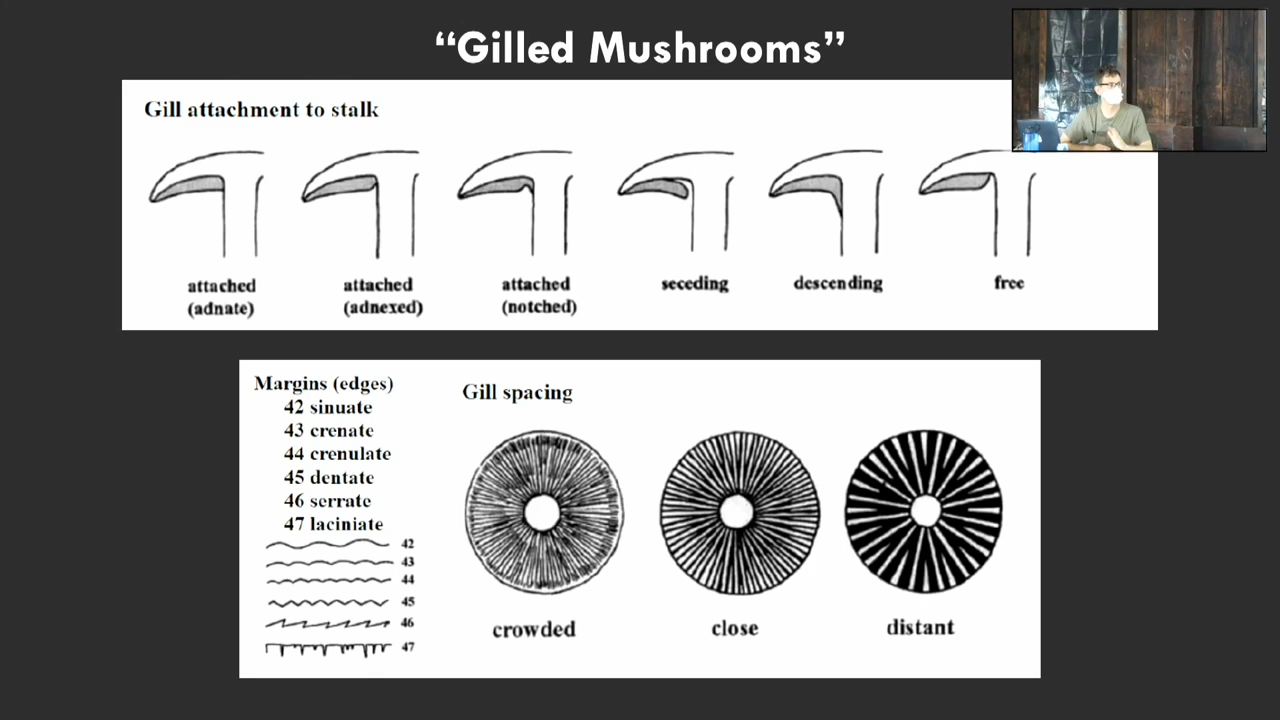 “Gilled Mushrooms”
Gill attachment to stalk
attached
(adnate)
attached
(adnexed)
attached
(notched)
seceding
descending
free
Margins (edges)
42 sinuate
43 crenate
44 crenulate
45 dentate
46 serrate
47 laciniate
42
43
44
45
46
47
Gill spacing
crowded
close
distant